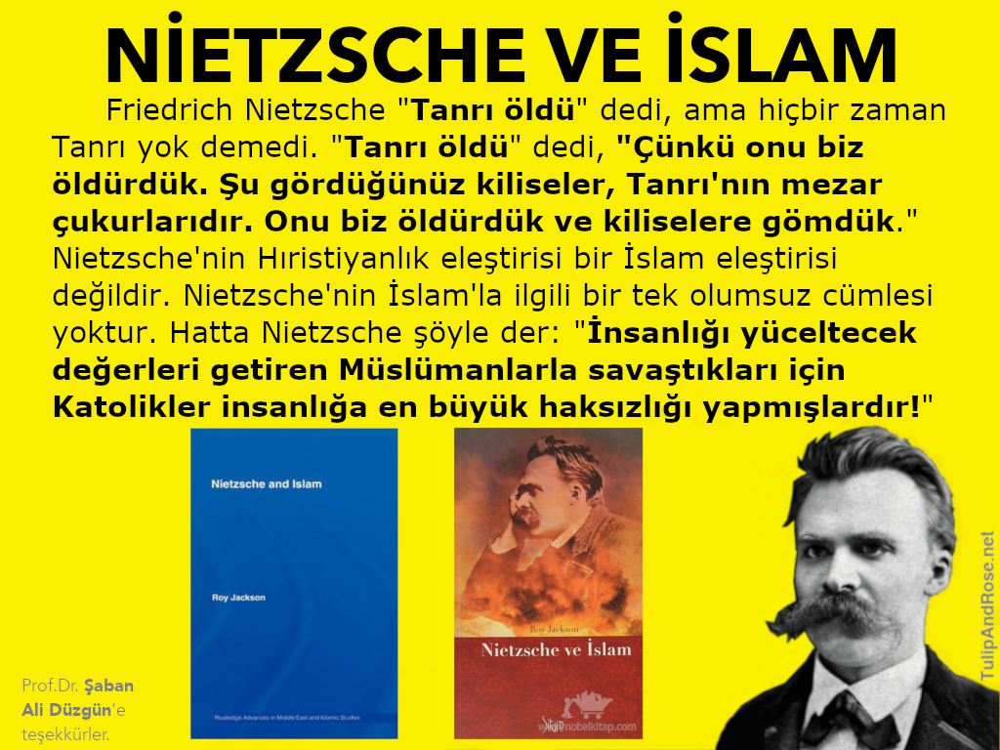 NİETZSCHE VE İSLAM
Friedrich Nietzsche "Tanrı öldü" dedi, ama hiçbir zaman
Tanrı yok demedi. "Tanrı öldü" dedi, "Çünkü onu biz
öldürdük. Şu gördüğünüz kiliseler, Tanrı'nın mezar
çukurlarıdır. Onu biz öldürdük ve kiliselere gömdük."
Nietzsche'nin Hıristiyanlık eleştirisi bir İslam eleştirisi
değildir. Nietzsche'nin İslam'la ilgili bir tek olumsuz cümlesi
yoktur. Hatta Nietzsche şöyle der: "İnsanlığı yüceltecek
değerleri getiren Müslümanlarla savaştıkları için
Katolikler insanlığa en büyük haksızlığı yapmışlardır!"
Nietzsche and Islam
Roy Jackson
Routledge Advances in Middle East and Islamic Studies
Roy Jackson
Nietzsche ve İslam
nobelkitap.com
TulipAndRose.net
Prof.Dr. Şaban
Ali Düzgün'e
teşekkürler.